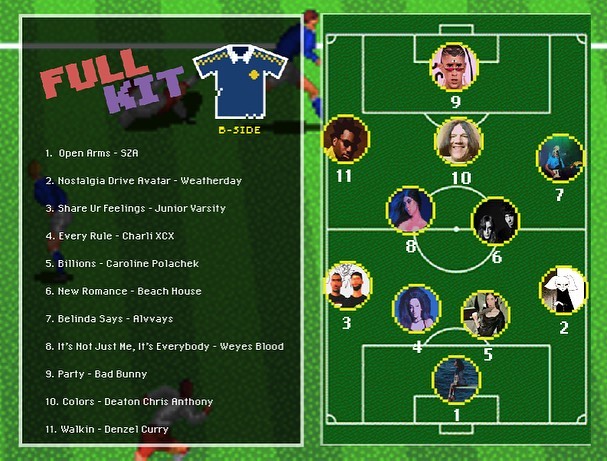 FULL
KIT
B-SIDE
1. Open Arms - SZA
2. Nostalgia Drive Avatar - Weatherday
3. Share Ur Feelings - Junior Varsity
4. Every Rule - Charli XCX
5. Billions - Caroline Polachek
6. New Romance - Beach House
7. Belinda Says - Alvvays
8. It's Not Just Me, It's Everybody - Weyes Blood
9. Party - Bad Bunny
10. Colors - Deaton Chris Anthony
11. Walkin - Denzel Curry
9
11
10
7
8
6
3
4
5
2
1